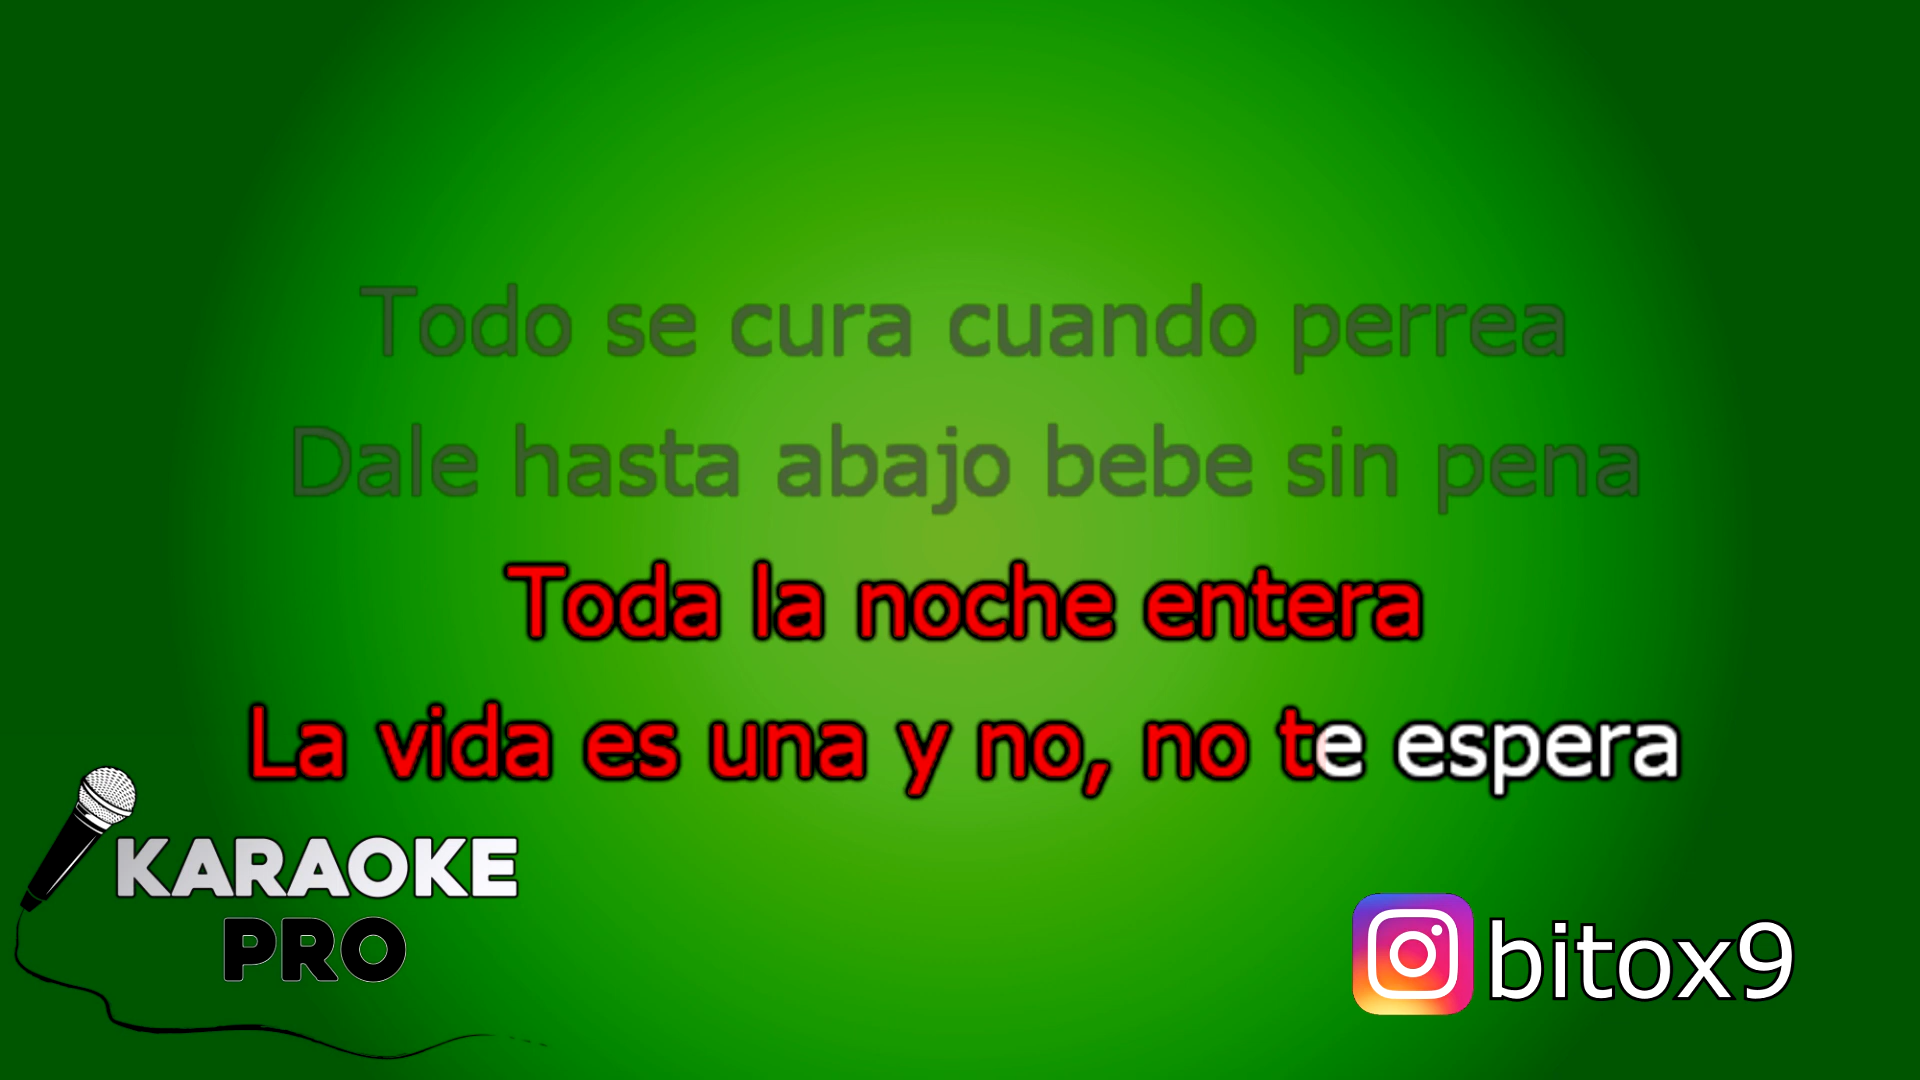 Todo se cura cuando perrea
Dale hasta abajo bebe sin pena
Toda la noche entera
La vida es una y no, no te espera
KARAOKE
PRO
bitox9